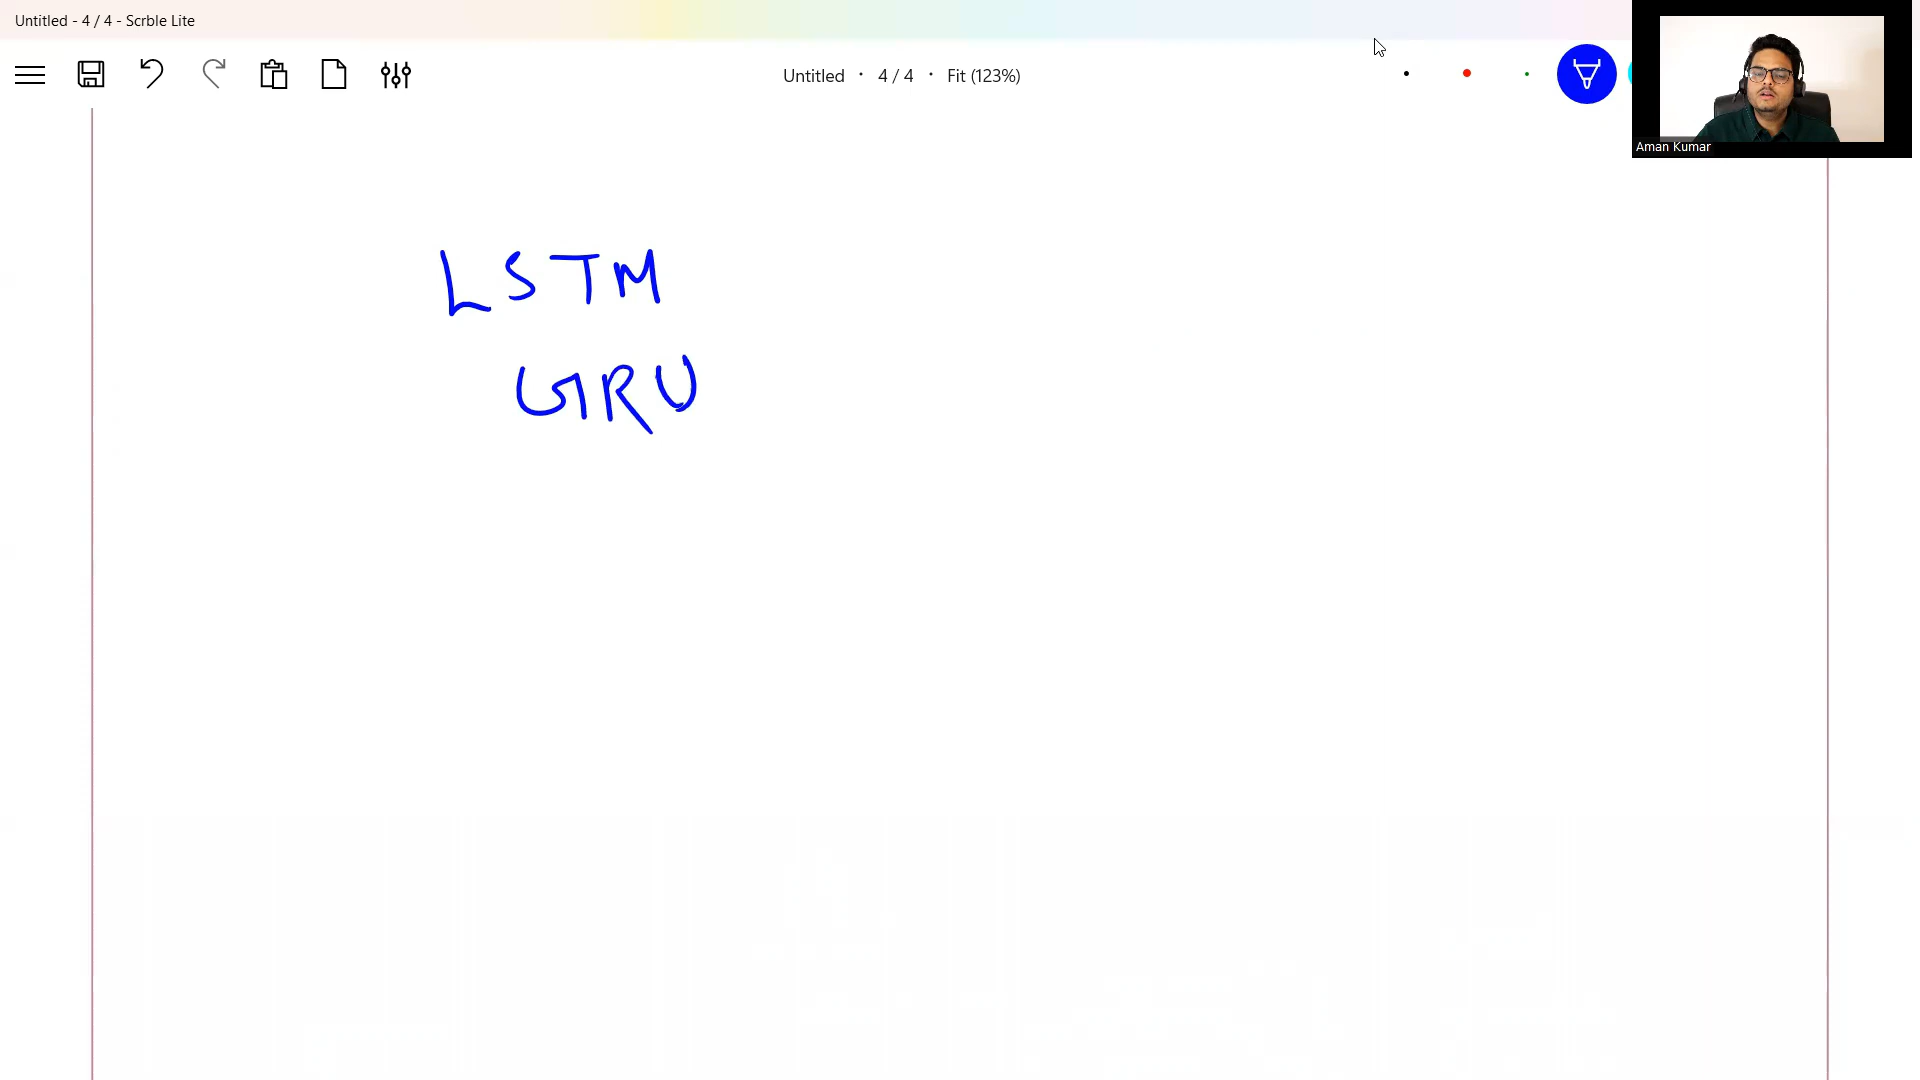 Untitled - 4 / 4 - Scrble Lite
Untitled · 4 / 4 · Fit (123%)
Aman Kumar
LSTM
GRU